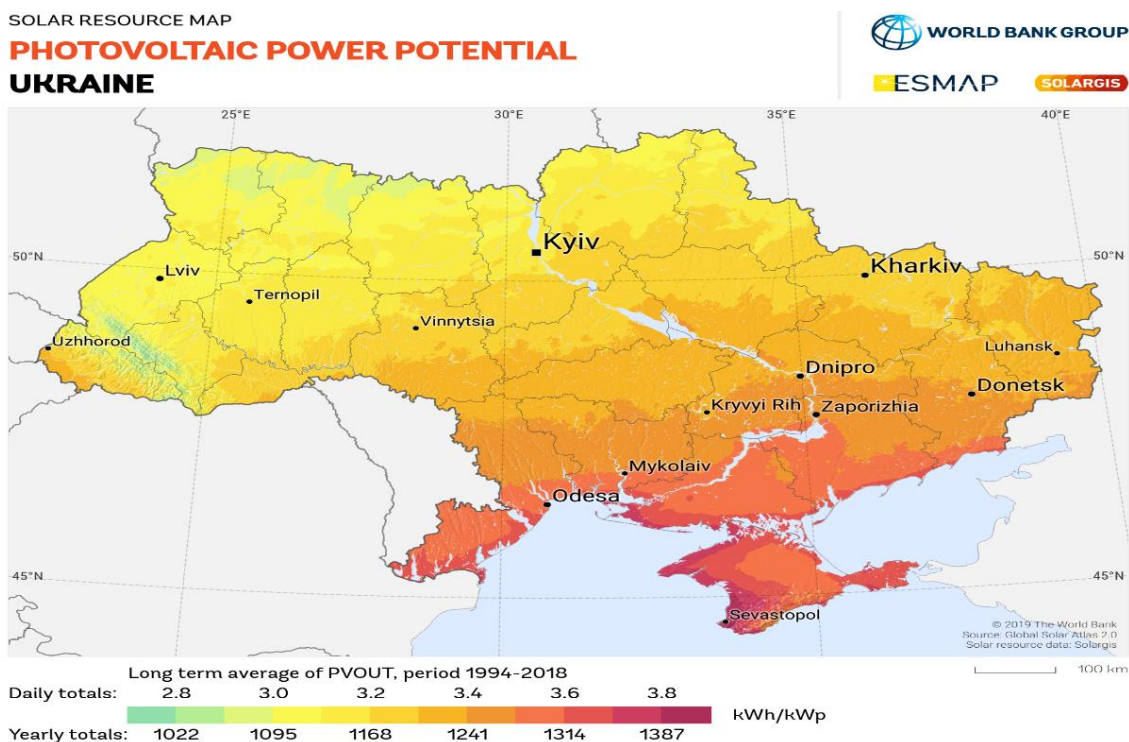 SOLAR RESOURCE MAP
PHOTOVOLTAIC POWER POTENTIAL
UKRAINE
WORLD BANK GROUP
ESMAP
SOLARGIS
25°E 30°E 35°E 40°E
50°N Kyiv 50°N
Lviv Kharkiv
Ternopil
Vinnytsia
Uzhhorod Luhansk
Dnipro
Donetsk
Kryvyi Rih Zaporizhia
Mykolaiv
Odesa
45°N 45°N
Sevastopol
© 2019 The World Bank
Source: Global Solar Atlas 2.0
Solar resource data: Solargis
100 km
Long term average of PVOUT, period 1994-2018
Daily totals: 2.8 3.0 3.2 3.4 3.6 3.8
kWh/kWp
Yearly totals: 1022 1095 1168 1241 1314 1387